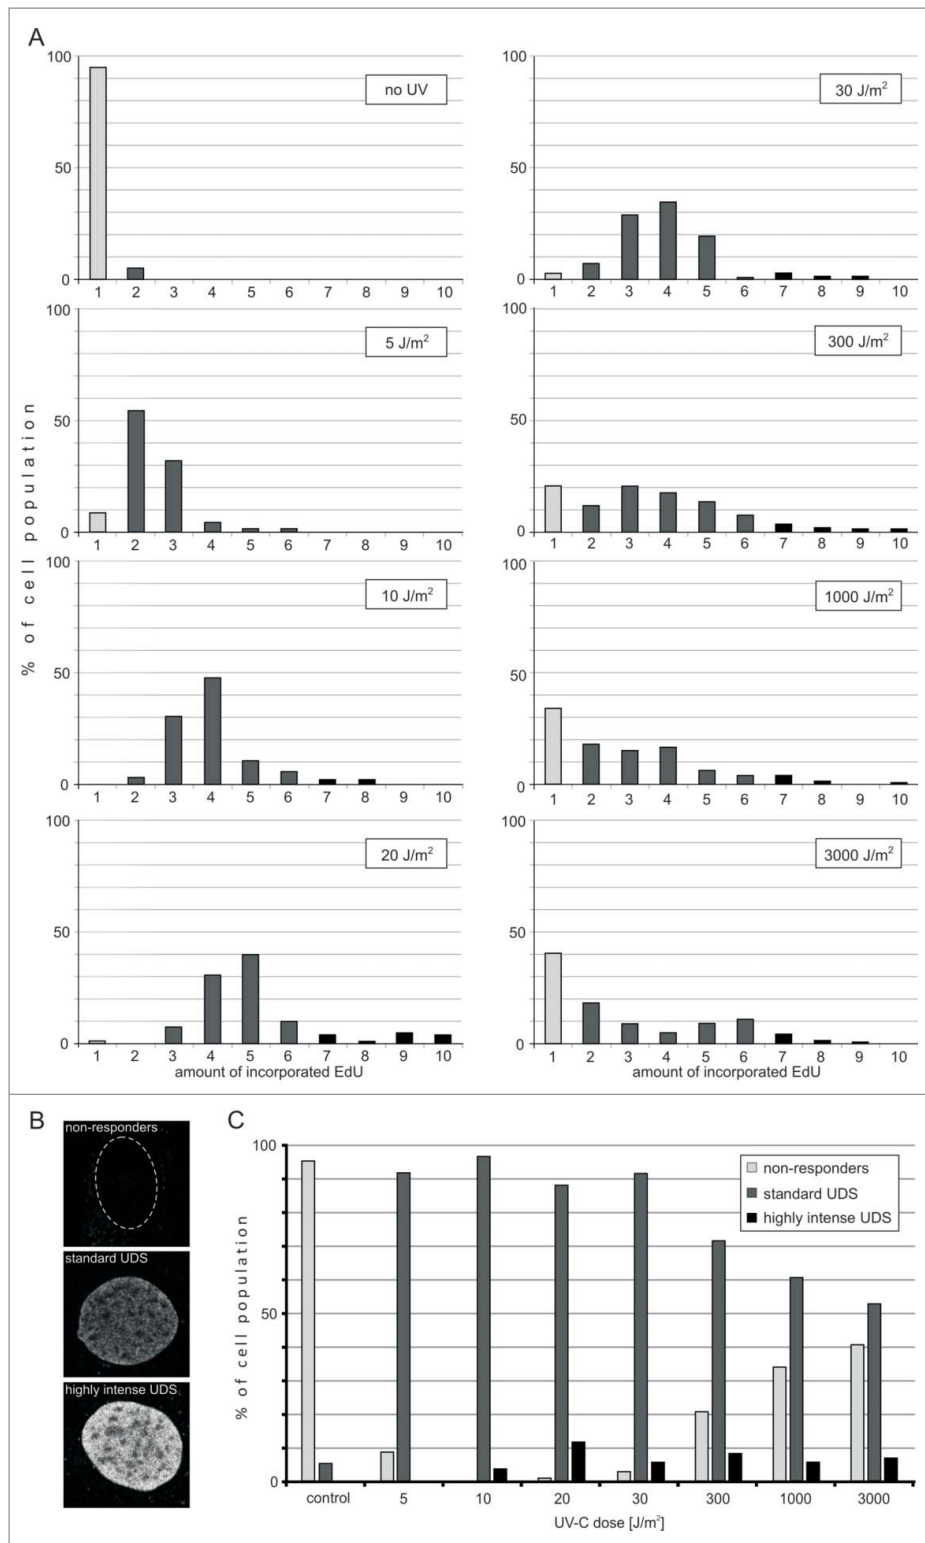 A
100
50
0
1 2 3 4 5 6 7 8 9 10
no UV
100
50
0
1 2 3 4 5 6 7 8 9 10
30 J/m²
100
50
0
1 2 3 4 5 6 7 8 9 10
5 J/m²
100
50
0
1 2 3 4 5 6 7 8 9 10
300 J/m²
% of cell population
100
50
0
1 2 3 4 5 6 7 8 9 10
10 J/m²
100
50
0
1 2 3 4 5 6 7 8 9 10
1000 J/m²
100
50
0
1 2 3 4 5 6 7 8 9 10
20 J/m²
amount of incorporated EdU
100
50
0
1 2 3 4 5 6 7 8 9 10
3000 J/m²
amount of incorporated EdU
B
non-responders
standard UDS
highly intense UDS
C
100
50
0
% of cell population
non-responders
standard UDS
highly intense UDS
control 5 10 20 30 300 1000 3000
UV-C dose [J/m²]